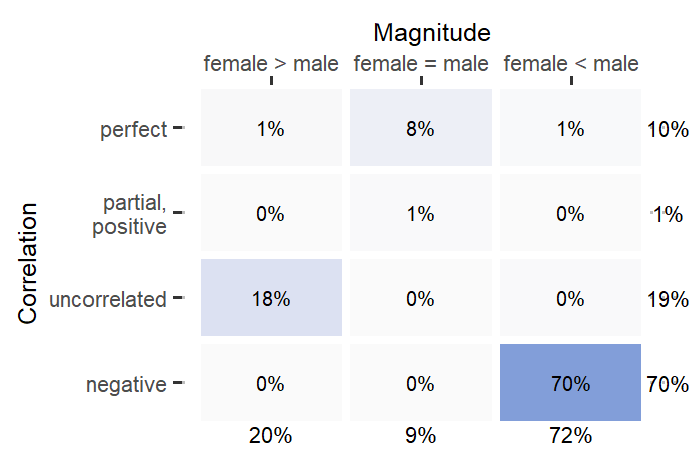 Magnitude
female > male female = male female < male
perfect 1% 8% 1% 10%
partial,
positive 0% 1% 0% 1%
uncorrelated 18% 0% 0% 19%
negative 0% 0% 70% 70%
20% 9% 72%
Correlation